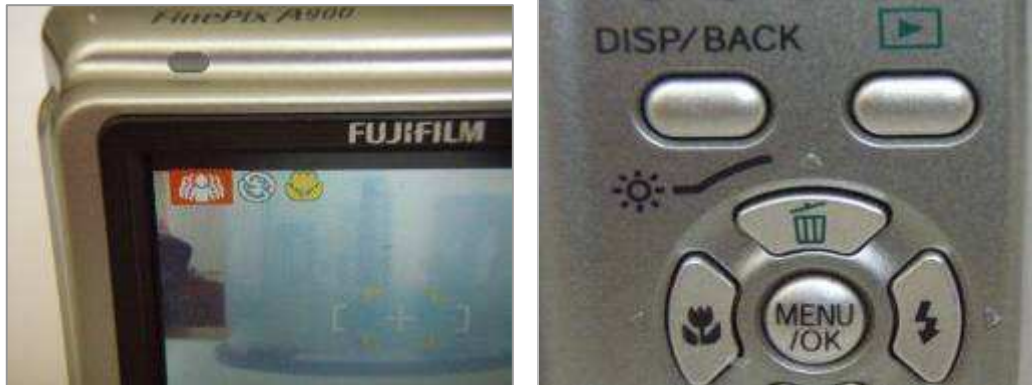 FinePix A900
FUJIFILM
DISP/BACK
MENU
/OK